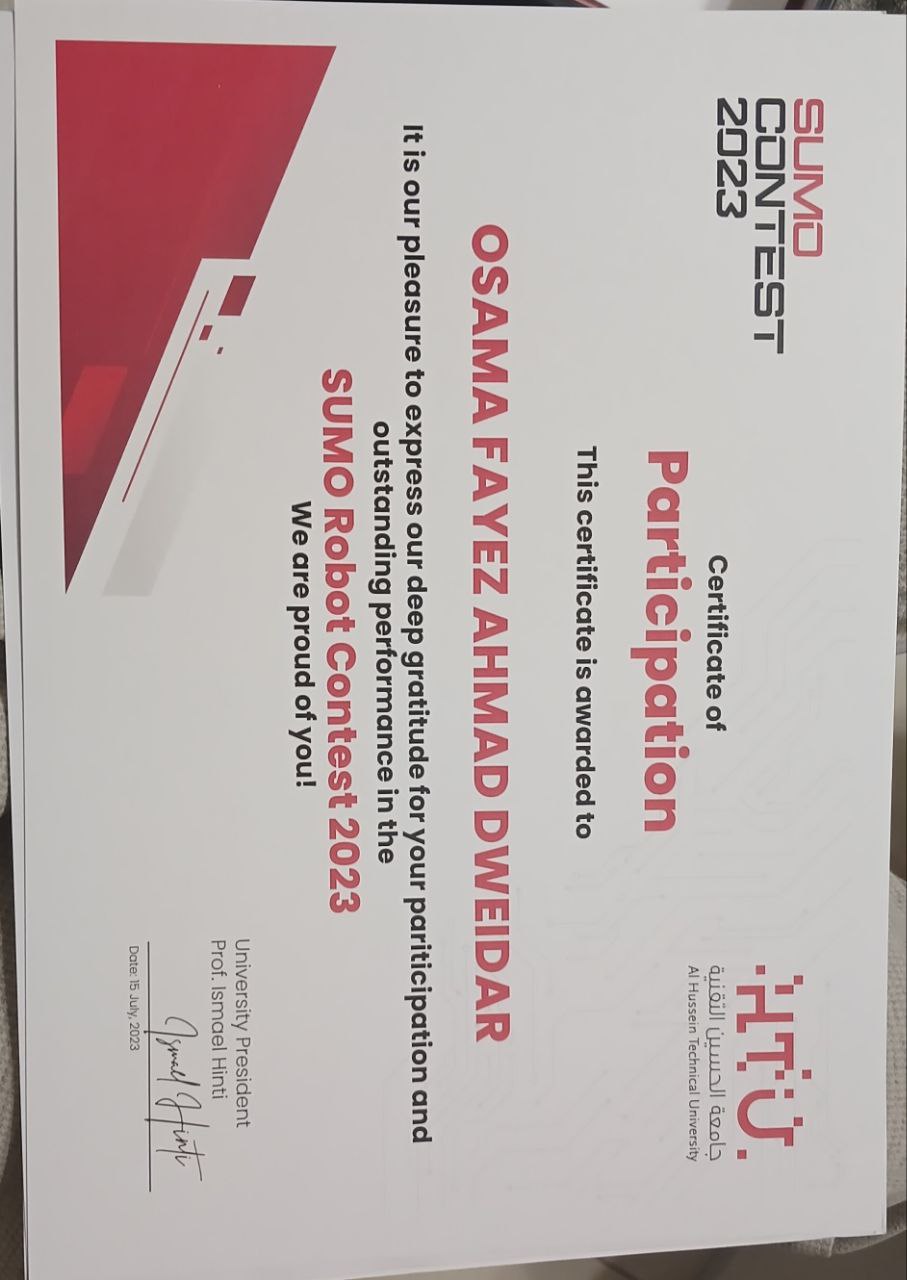 SUMO
CONTEST
2023
HTU
جامعة الحسين التقنية
Al Hussein Technical University
Certificate of
Participation
This certificate is awarded to
OSAMA FAYEZ AHMAD DWEIDAR
It is our pleasure to express our deep gratitude for your pariticipation and
outstanding performance in the
SUMO Robot Contest 2023
We are proud of you!
University President
Prof. Ismael Hinti
Ismael Hinti
Date: 15 July, 2023